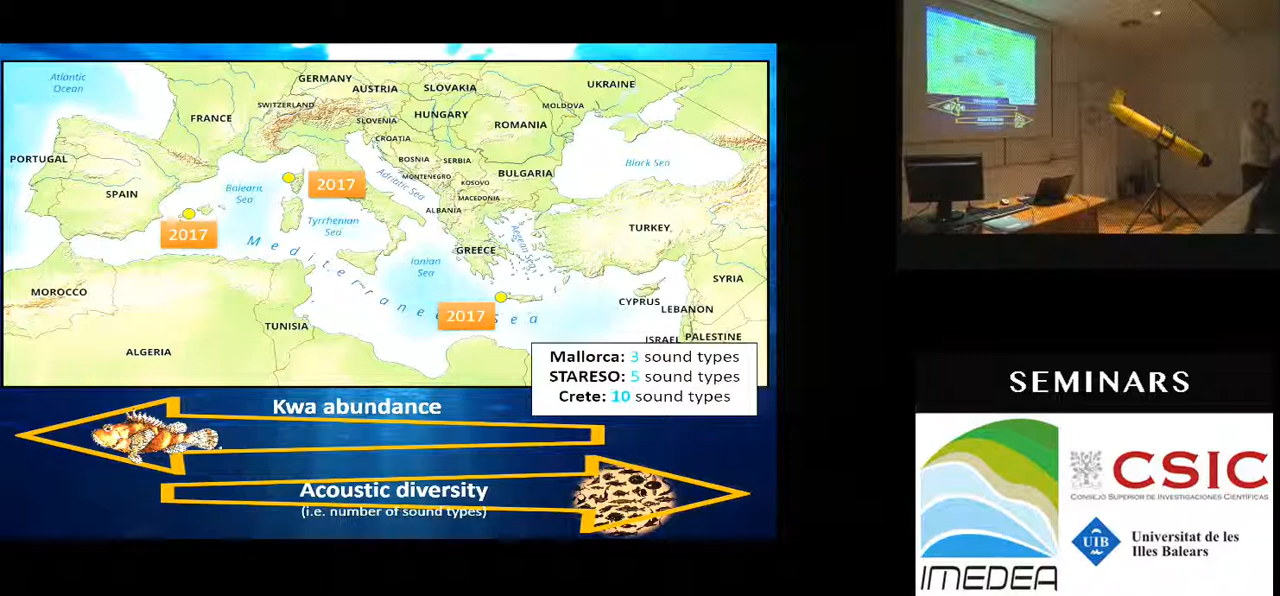 Atlantic
Ocean
GERMANY
AUSTRIA
SLOVAKIA
UKRAINE
SWITZERLAND
MOLDOVA
FRANCE
SLOVENIA
HUNGARY
ROMANIA
CROATIA
PORTUGAL
BOSNIA
SERBIA
Black Sea
SPAIN
Balearic
Sea
2017
Adriatic Sea
MONTENEGRO
KOSOVO
BULGARIA
MACEDONIA
ALBANIA
2017
Tyrrhenian
Sea
GREECE
Aegean Sea
TURKEY
Mediterranean Sea
Ionian
Sea
SYRIA
MOROCCO
2017
CYPRUS
LEBANON
TUNISIA
ISRAEL
PALESTINE
ALGERIA
Mallorca: 3 sound types
STARESO: 5 sound types
Crete: 10 sound types
Kwa abundance
Acoustic diversity
(i.e. number of sound types)
SEMINARS
IMEDEA
CSIC
CONSEJO SUPERIOR DE INVESTIGACIONES CIENTÍFICAS
UIB
Universitat de les
Illes Balears